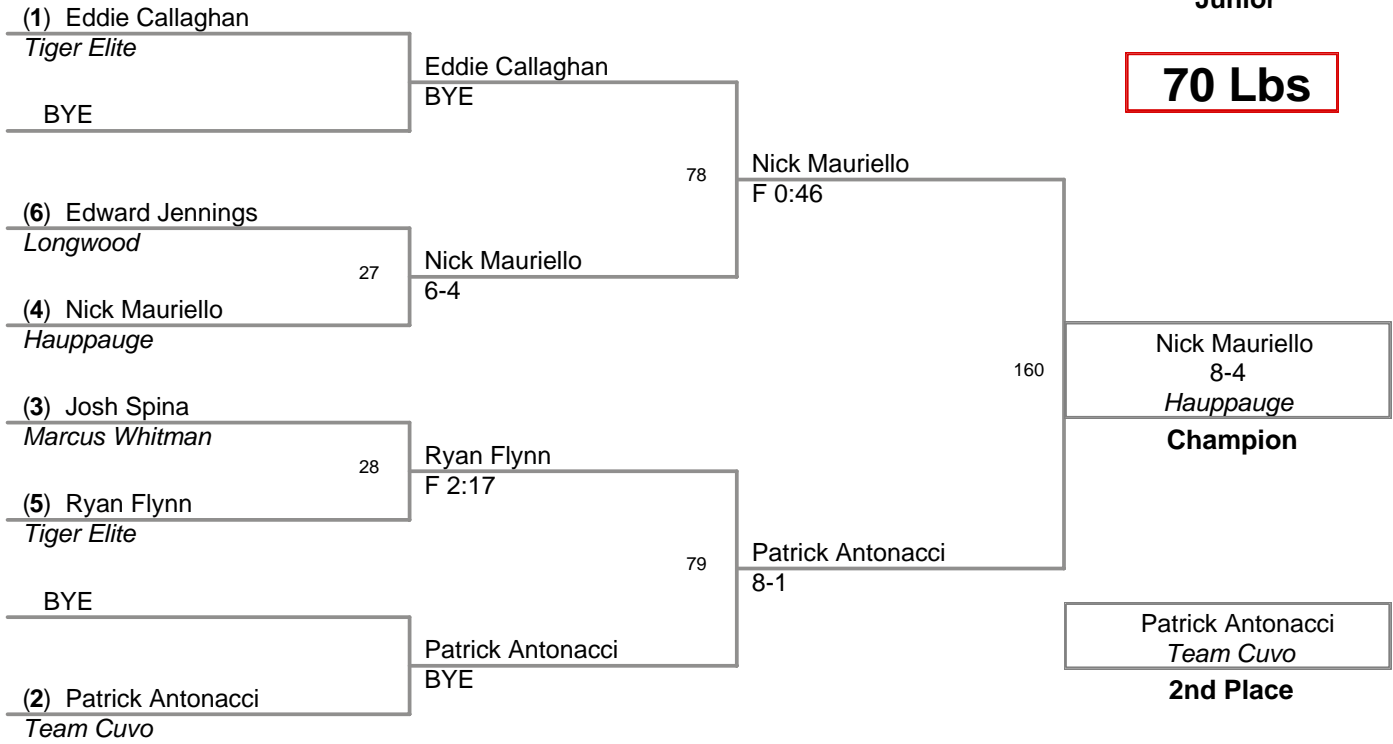 Junior
70 Lbs
(1) Eddie Callaghan
Tiger Elite
BYE
Eddie Callaghan
BYE
(6) Edward Jennings
Longwood
27
(4) Nick Mauriello
Hauppauge
Nick Mauriello
6-4
78
Nick Mauriello
F 0:46
(3) Josh Spina
Marcus Whitman
28
(5) Ryan Flynn
Tiger Elite
Ryan Flynn
F 2:17
BYE
(2) Patrick Antonacci
Team Cuvo
Patrick Antonacci
BYE
79
Patrick Antonacci
8-1
160
Nick Mauriello
8-4
Hauppauge
Champion
Patrick Antonacci
Team Cuvo
2nd Place